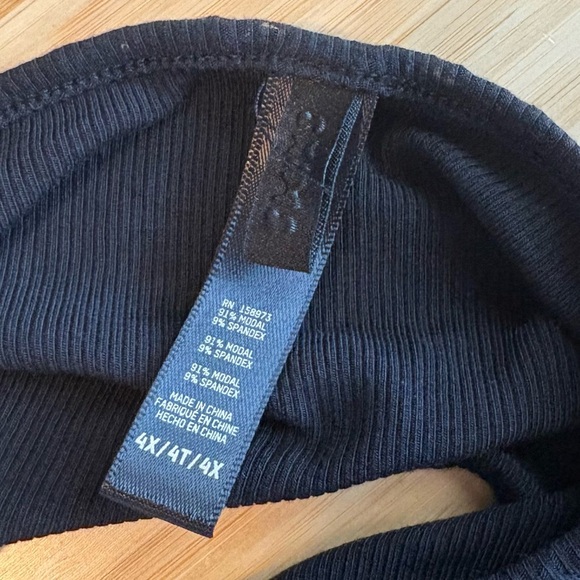 SKIMS
RN 158973
91% MODAL
9% SPANDEX
91% MODAL
9% SPANDEX
91% MODAL
9% SPANDEX
MADE IN CHINA
FABRIQUÉ EN CHINE
HECHO EN CHINA
4X/4T/4X